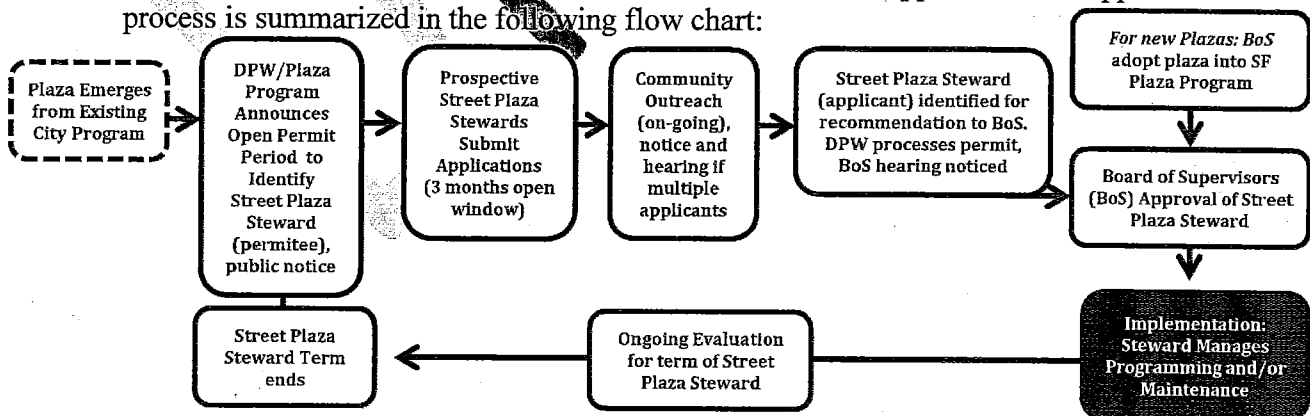 process is summarized in the following flow chart:
Plaza Emerges
from Existing
City Program
DPW/Plaza
Program
Announces
Open Permit
Period to
Identify
Street Plaza
Steward
(permitee),
public notice
Prospective
Street Plaza
Stewards
Submit
Applications
(3 months open
window)
Community
Outreach
(on-going),
notice and
hearing if
multiple
applicants
Street Plaza Steward
(applicant) identified for
recommendation to BoS.
DPW processes permit,
BoS hearing noticed
For new Plazas: BoS
adopt plaza into SF
Plaza Program
Board of Supervisors
(BoS) Approval of Street
Plaza Steward
Implementation:
Steward Manages
Programming and/or
Maintenance
Ongoing Evaluation
for term of Street
Plaza Steward
Street Plaza
Steward Term
ends